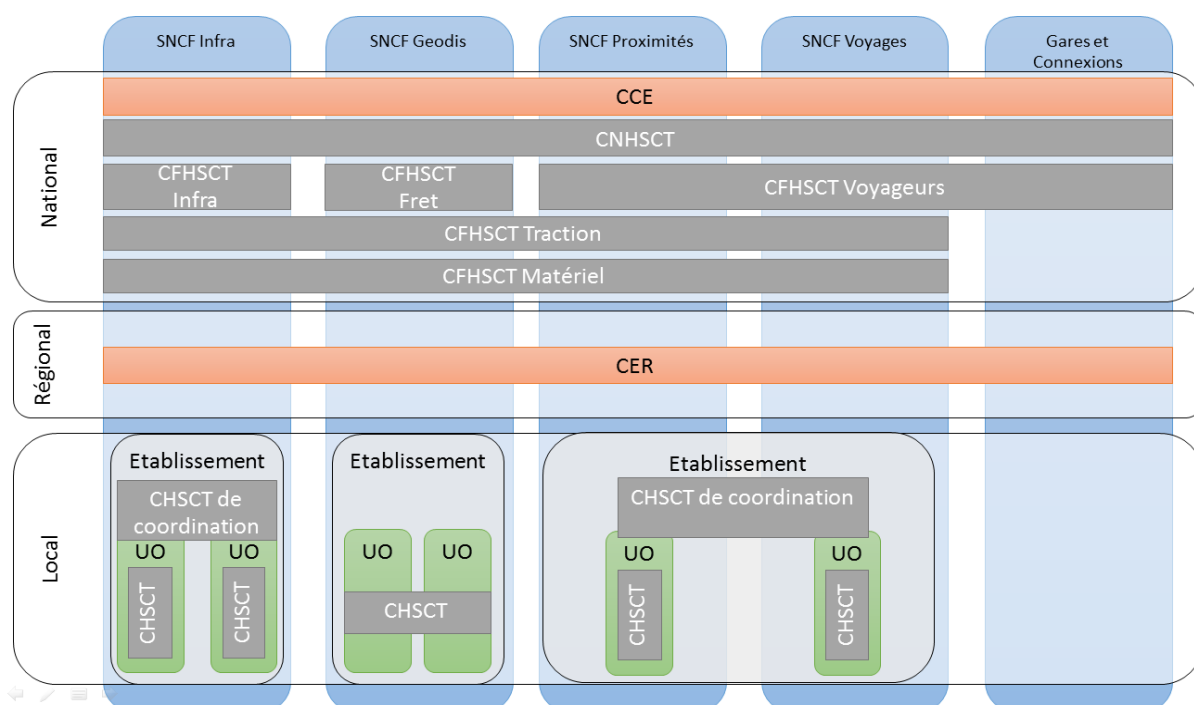 SNCF Infra
SNCF Geodis
SNCF Proximités
SNCF Voyages
Gares et
Connexions
National
CCE
CNHSCT
CFHSCT
Infra
CFHSCT
Fret
CFHSCT Voyageurs
CFHSCT Traction
CFHSCT Matériel
Régional
CER
Local
Etablissement
CHSCT de
coordination
UO
UO
CHSCT
CHSCT
Etablissement
UO
UO
CHSCT
Etablissement
CHSCT de coordination
UO
UO
CHSCT
CHSCT